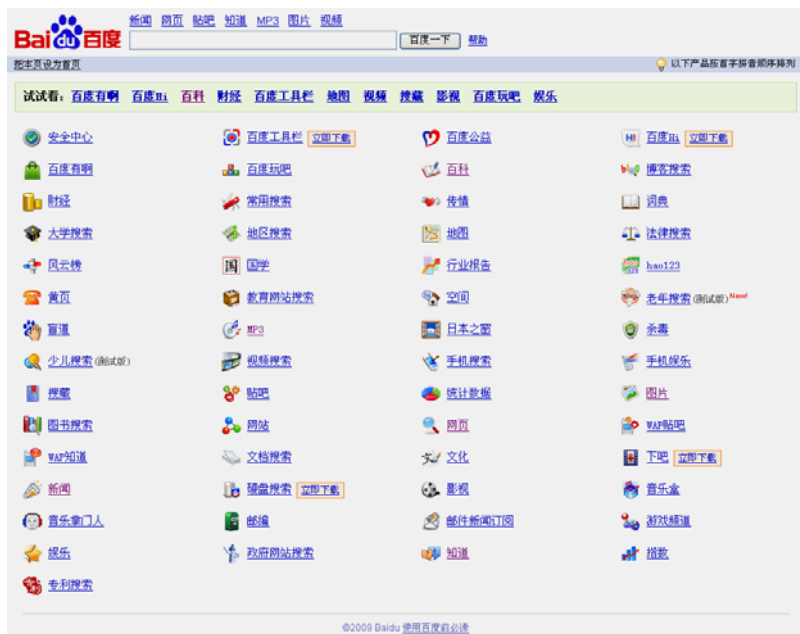 新闻 网页 贴吧 知道 MP3 图片 视频
Bai du 百度 百度一下 帮助
把本页设为首页 以下产品按首字拼音顺序排列
试试看: 百度有啊 百度Hi 百科 财经 百度工具栏 地图 视频 搜藏 影视 百度玩吧 娱乐
安全中心 百度工具栏 立即下载 百度公益 百度Hi 立即下载
百度有啊 百度玩吧 百科 博客搜索
财经 常用搜索 传情 词典
大学搜索 地区搜索 地图 法律搜索
风云榜 国学 行业报告 hao123
黄页 教育网站搜索 空间 老年搜索(测试版) New!
盲道 MP3 日本之窗 杀毒
少儿搜索(测试版) 视频搜索 手机搜索 手机娱乐
搜藏 贴吧 统计数据 图片
图书搜索 网站 网页 WAP贴吧
WAP知道 文档搜索 文化 下吧 立即下载
新闻 硬盘搜索 立即下载 影视 音乐盒
音乐掌门人 邮编 邮件新闻订阅 游戏频道
娱乐 政府网站搜索 知道 指数
专利搜索
©2009 Baidu 使用百度前必读